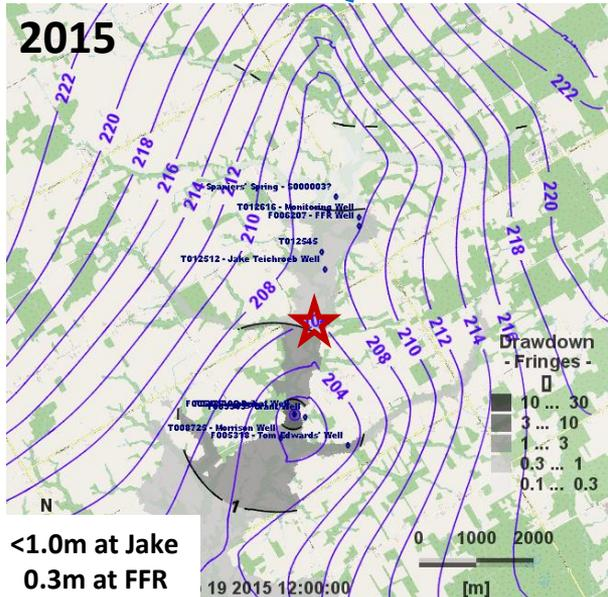 2015
222
220
218
216
214
212
210
208
222
220
218
Spaniers' Spring - S000003?
T012616 - Monitoring Well
F006207 - FFR Well
T012545
T012512 - Jake Teichroeb Well
208
210
212
214
204
Drawdown
- Fringes -
10 ... 30
3 ... 10
1 ... 3
0.3 ... 1
0.1 ... 0.3
T008725 - Morrison Well
F005318 - Tom Edwards' Well
1
N
<1.0m at Jake
0.3m at FFR
19 2015 12:00:00
0 1000 2000
[m]